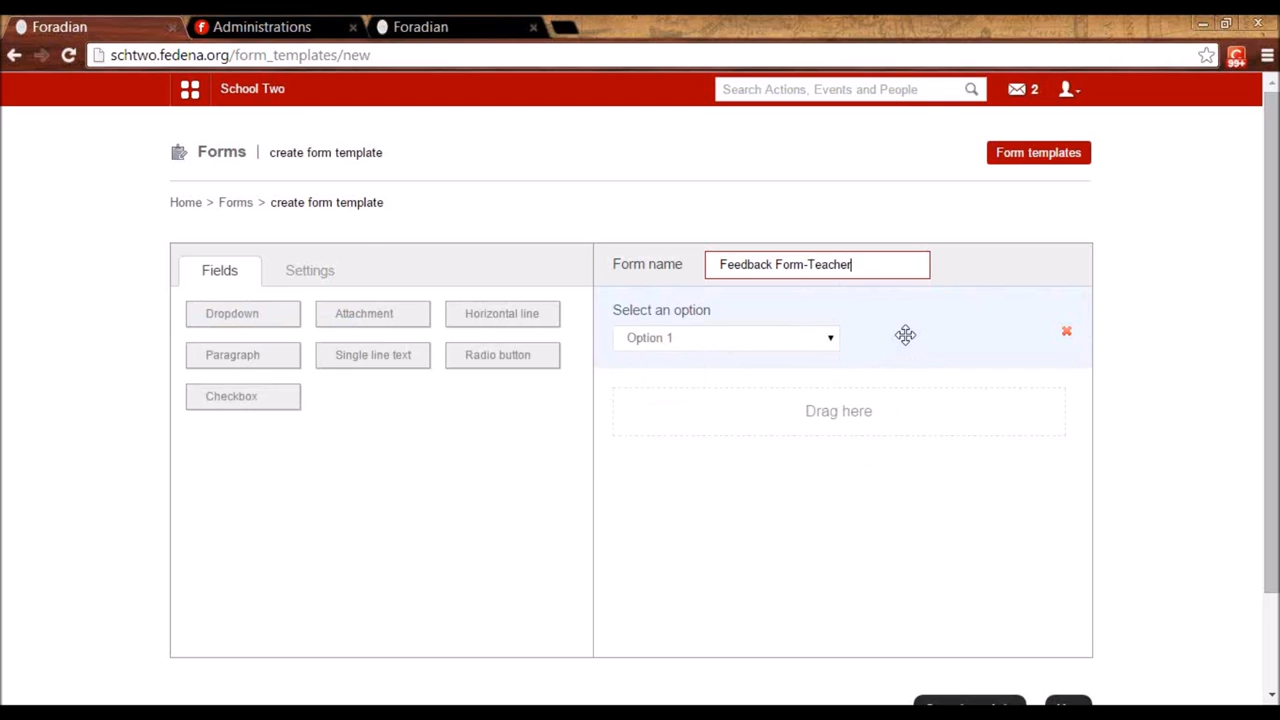 Foradian
Administrations
Foradian
schtwo.fedena.org/form_templates/new
99+
School Two
Search Actions, Events and People
2
Forms | create form template
Form templates
Home > Forms > create form template
Fields
Settings
Form name
Feedback Form-Teacher
Dropdown
Attachment
Horizontal line
Paragraph
Single line text
Radio button
Checkbox
Select an option
Option 1
Drag here